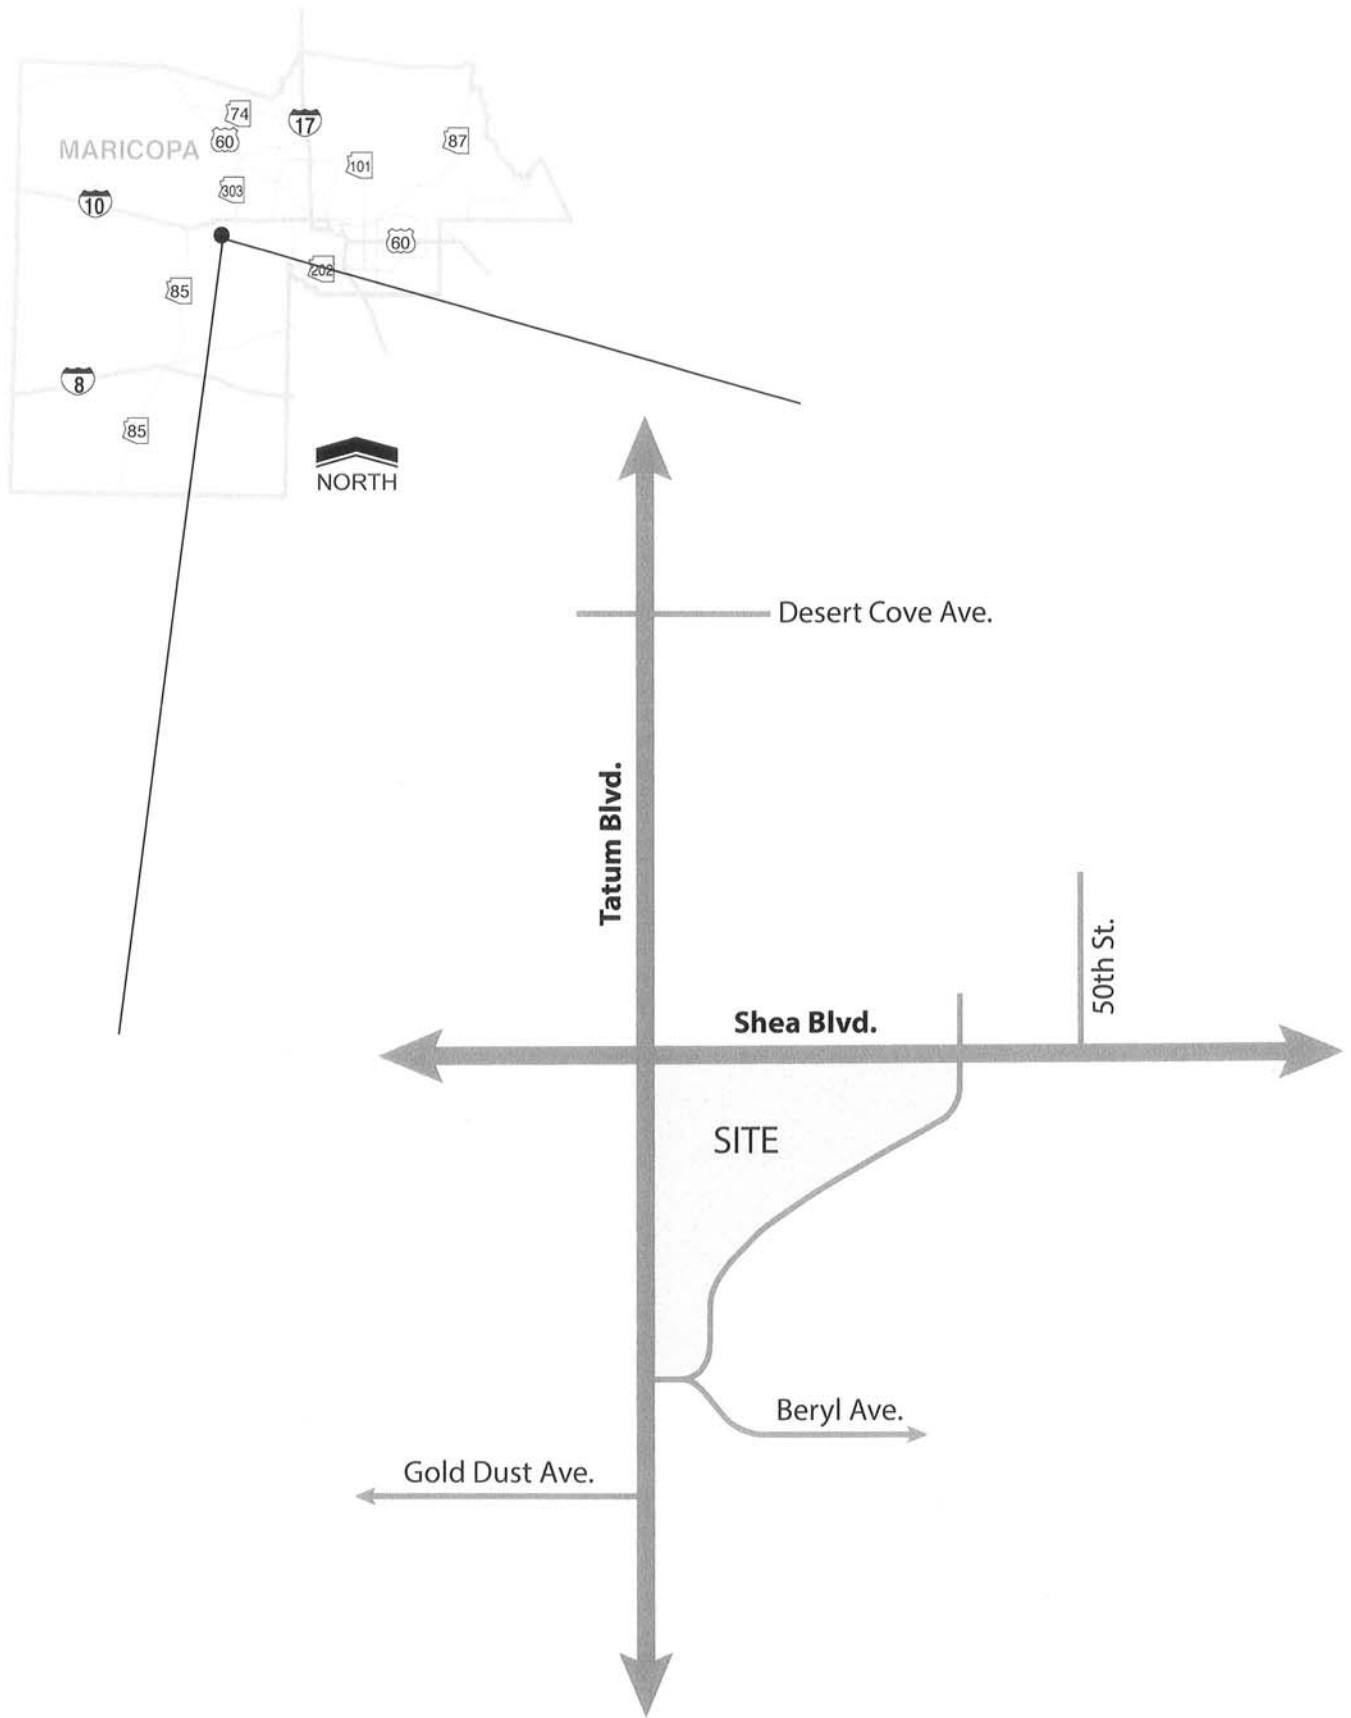 74
17
MARICOPA
60
87
101
303
10
60
202
85
8
85
NORTH
Desert Cove Ave.
Tatum Blvd.
50th St.
Shea Blvd.
SITE
Beryl Ave.
Gold Dust Ave.